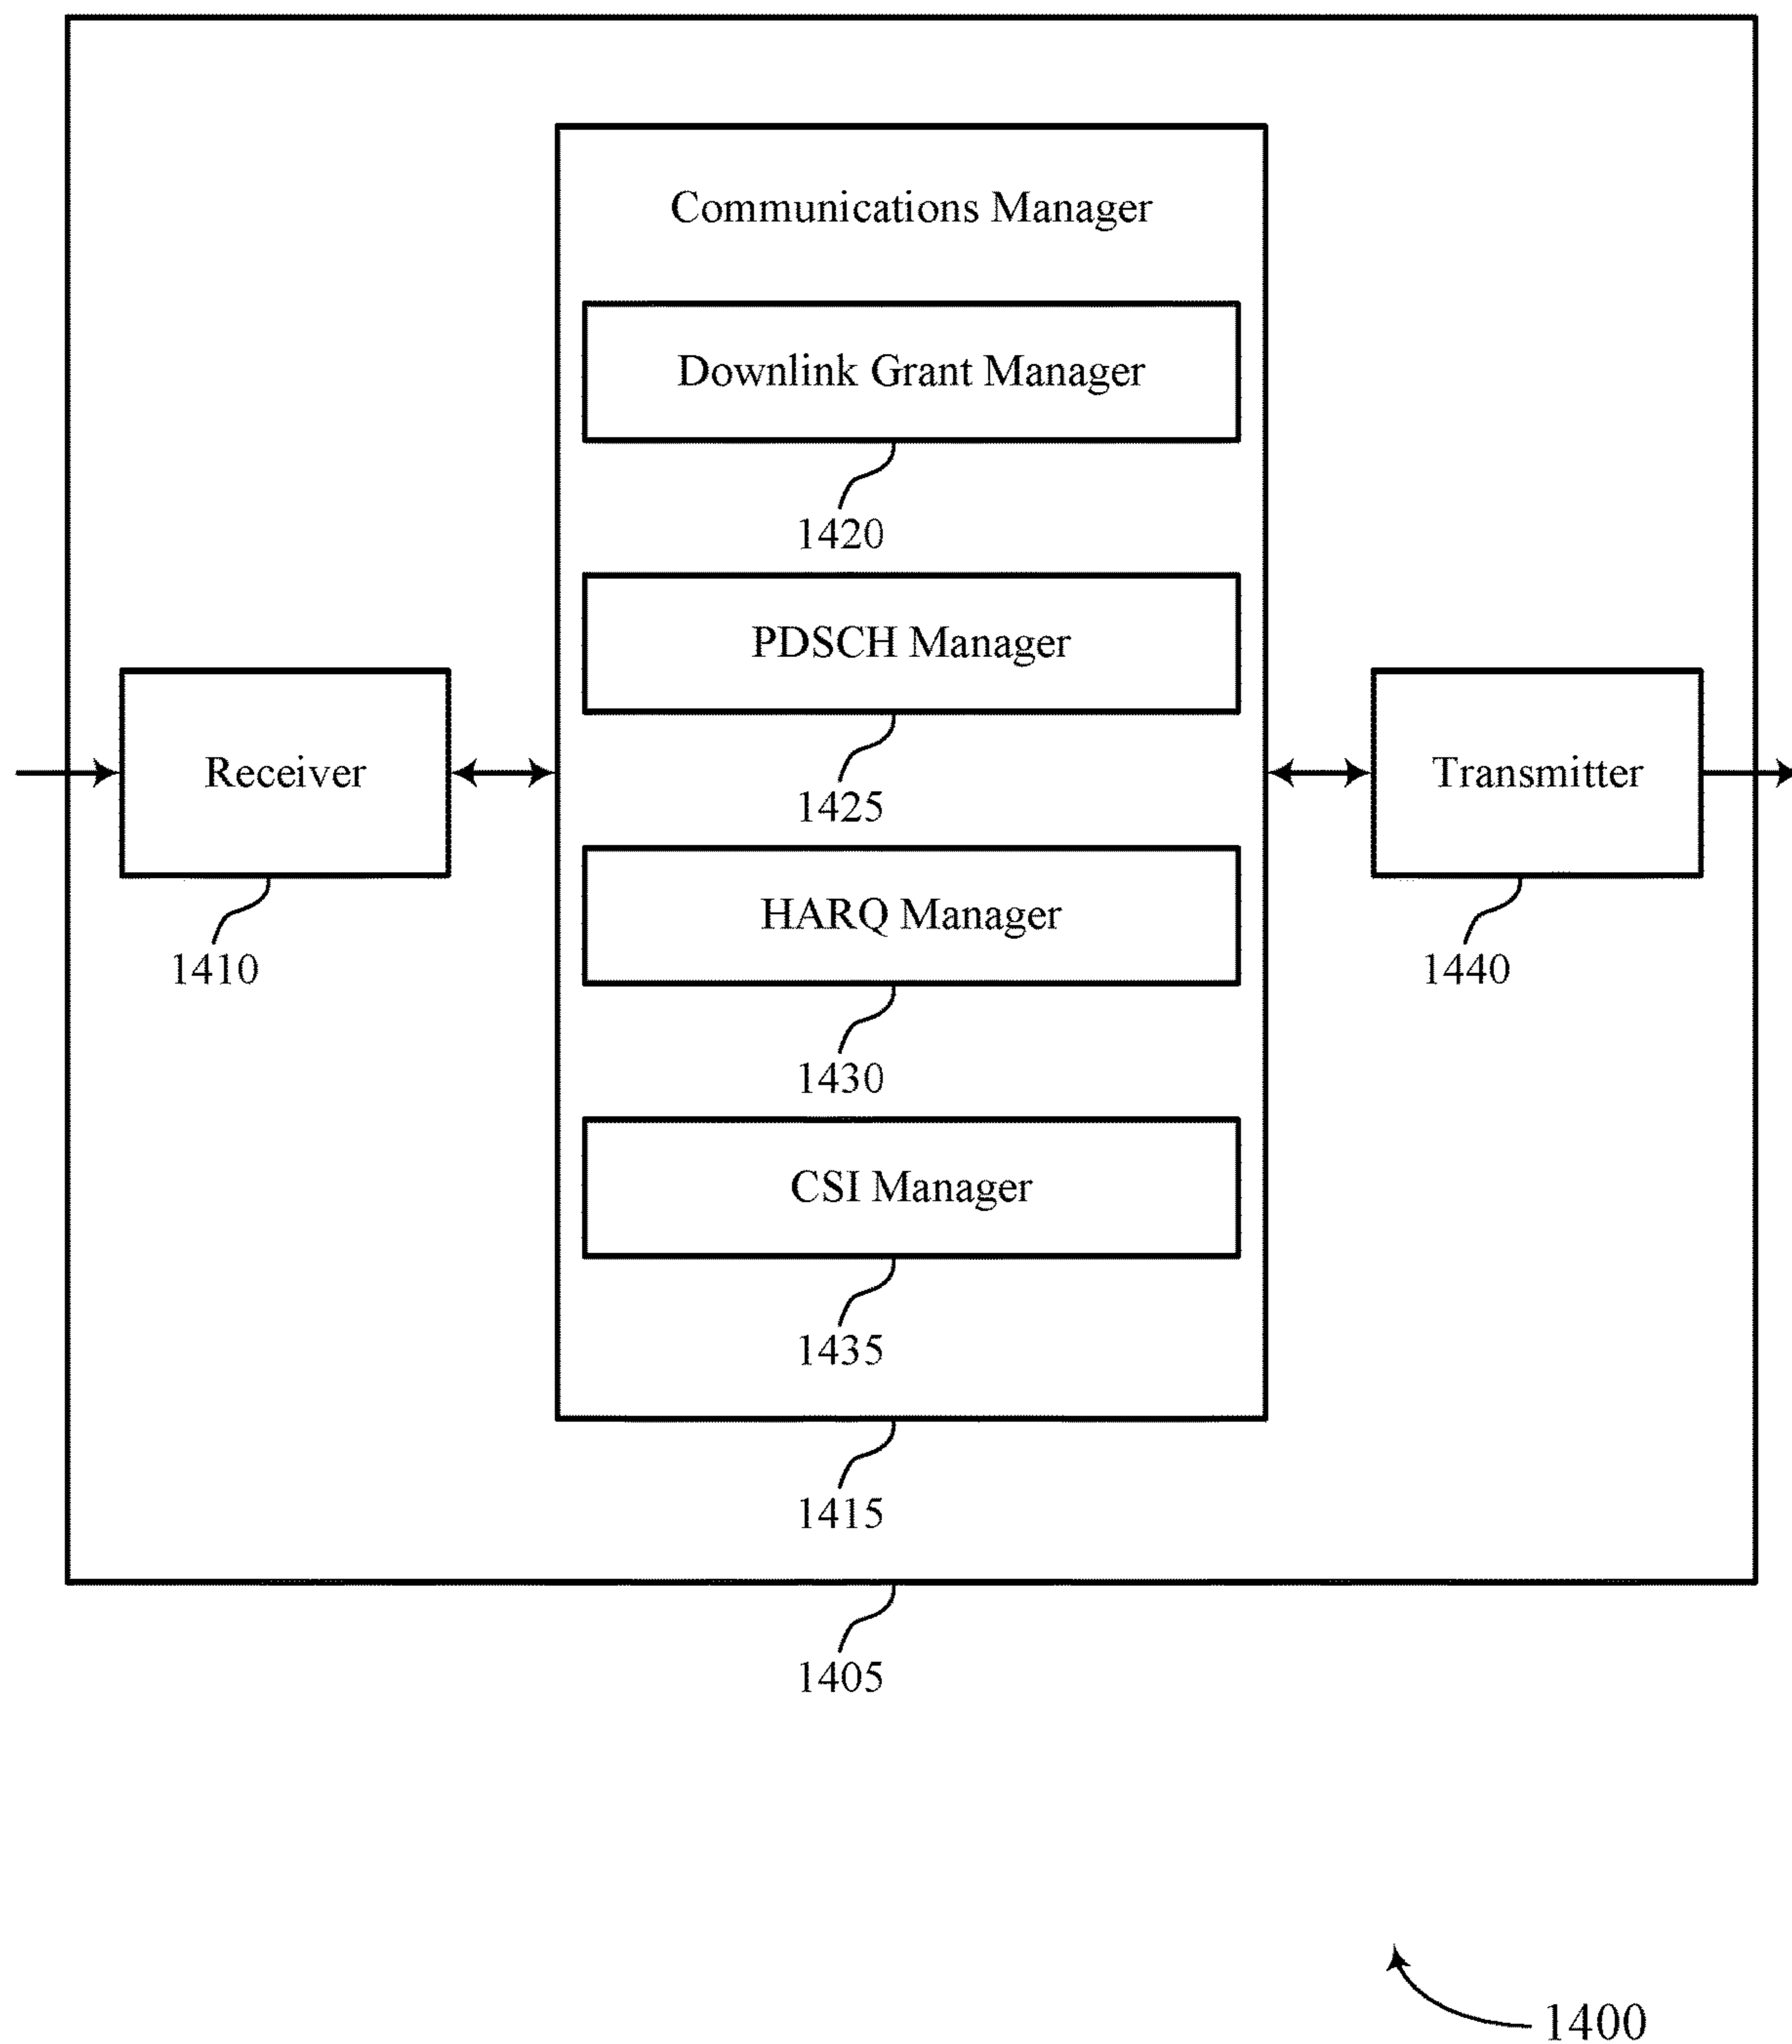 Communications Manager
Downlink Grant Manager
1420
PDSCH Manager
1425
Receiver
1410
Transmitter
1440
HARQ Manager
1430
CSI Manager
1435
1415
1405
1400